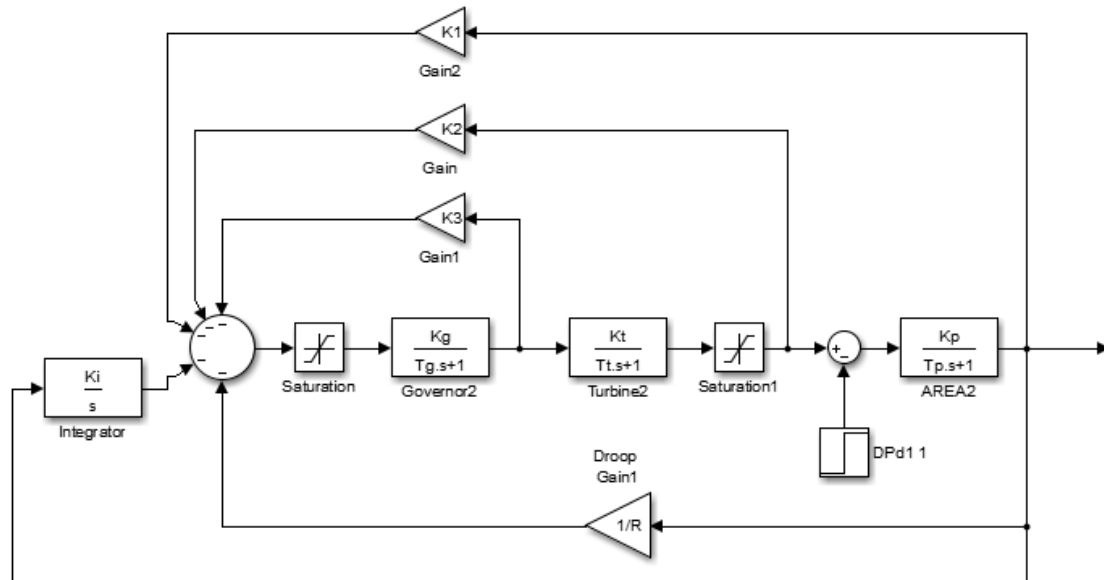 K1
Gain2
K2
Gain
K3
Gain1
Ki
s
Integrator
Saturation
Kg
Tg.s+1
Governor2
Kt
Tt.s+1
Turbine2
Saturation1
Kp
Tp.s+1
AREA2
DPd1 1
Droop
Gain1
1/R